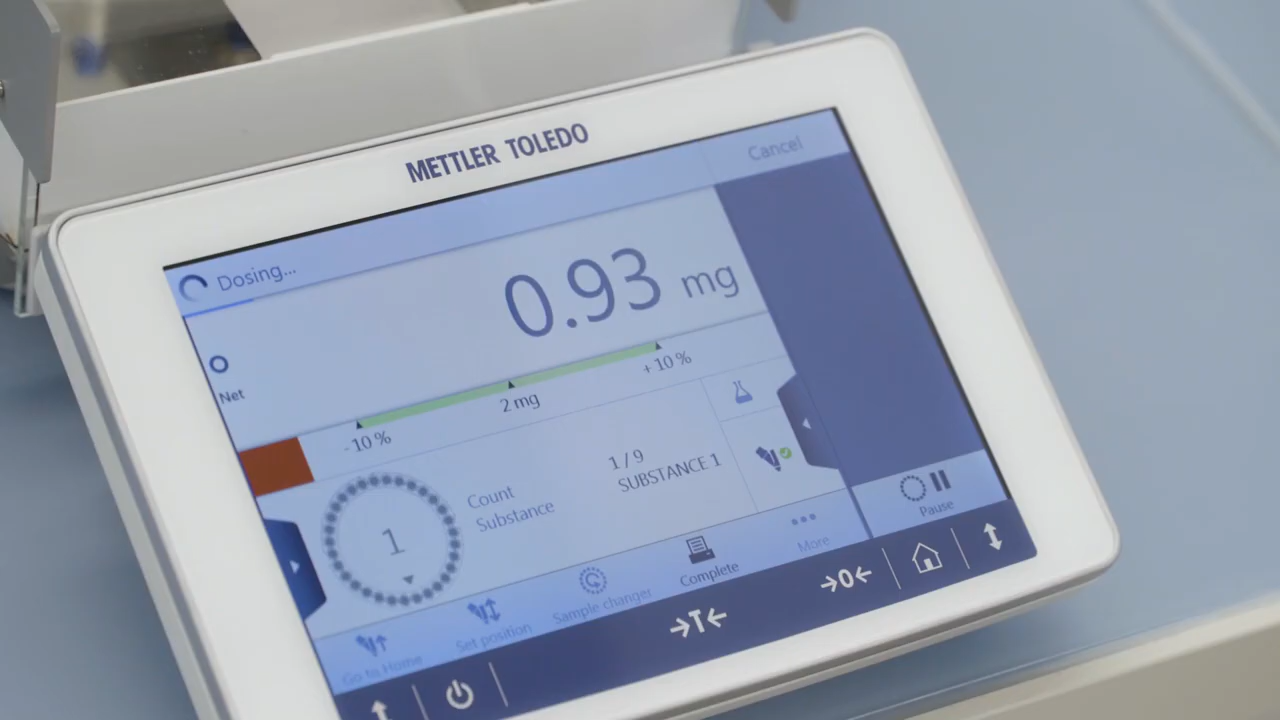 METTLER TOLEDO
Cancel
Dosing...
0.93 mg
Net
-10 %
2 mg
+10 %
1
Count
1 / 9
Substance
SUBSTANCE 1
Pause
Go to Home
Set position
Sample changer
Complete
More
→T←
→0←